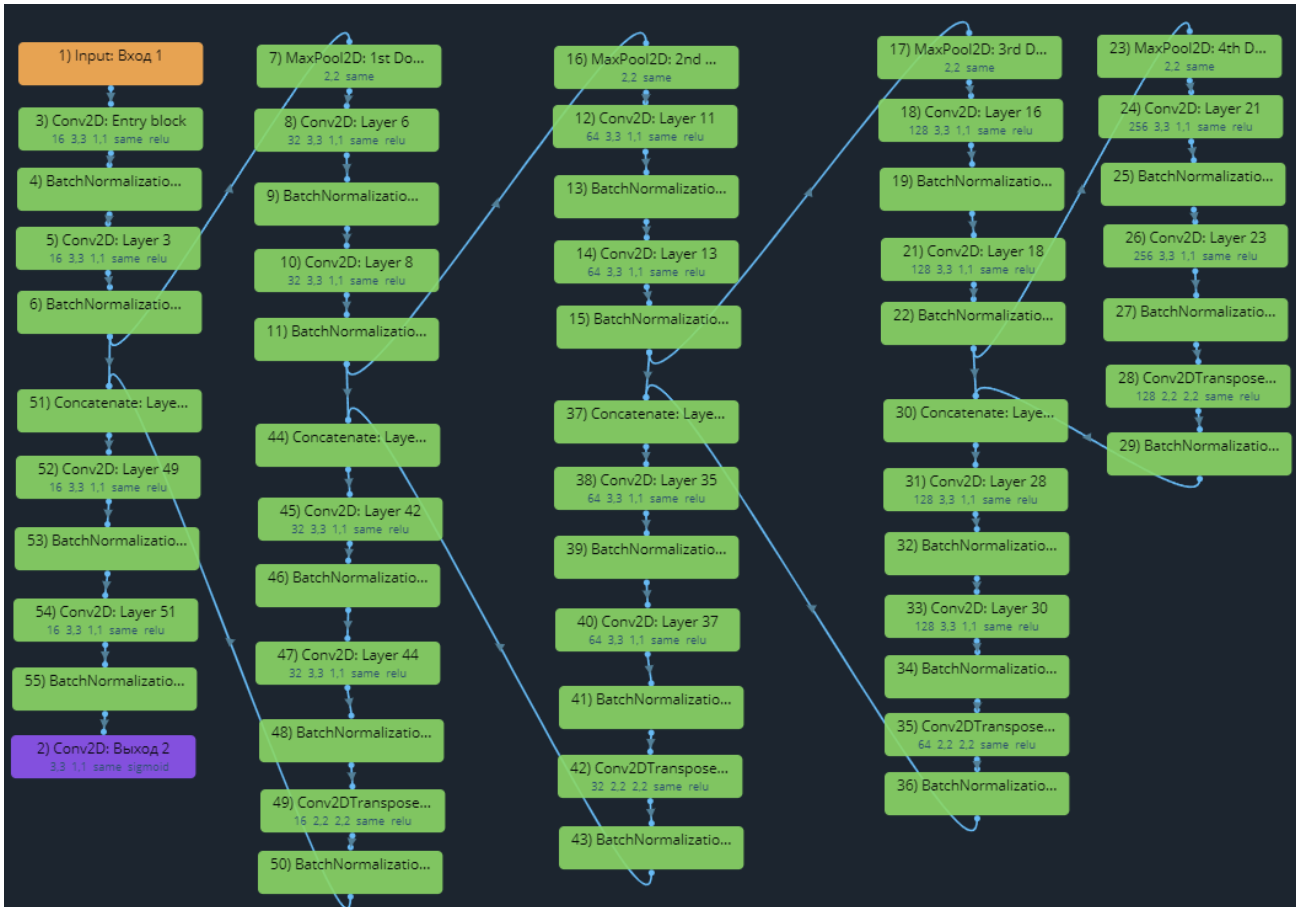 1) Input: Вход 1
3) Conv2D: Entry block
16 3,3 1,1 same relu
4) BatchNormalizatio...
5) Conv2D: Layer 3
16 3,3 1,1 same relu
6) BatchNormalizatio...
51) Concatenate: Laye...
52) Conv2D: Layer 49
16 3,3 1,1 same relu
53) BatchNormalizatio...
54) Conv2D: Layer 51
16 3,3 1,1 same relu
55) BatchNormalizatio...
2) Conv2D: Выход 2
3,3 1,1 same sigmoid
7) MaxPool2D: 1st Do...
2,2 same
8) Conv2D: Layer 6
32 3,3 1,1 same relu
9) BatchNormalizatio...
10) Conv2D: Layer 8
32 3,3 1,1 same relu
11) BatchNormalizatio...
44) Concatenate: Laye...
45) Conv2D: Layer 42
32 3,3 1,1 same relu
46) BatchNormalizatio...
47) Conv2D: Layer 44
32 3,3 1,1 same relu
48) BatchNormalizatio...
49) Conv2DTranspose...
16 2,2 2,2 same relu
50) BatchNormalizatio...
16) MaxPool2D: 2nd ...
2,2 same
12) Conv2D: Layer 11
64 3,3 1,1 same relu
13) BatchNormalizatio...
14) Conv2D: Layer 13
64 3,3 1,1 same relu
15) BatchNormalizatio...
37) Concatenate: Laye...
38) Conv2D: Layer 35
64 3,3 1,1 same relu
39) BatchNormalizatio...
40) Conv2D: Layer 37
64 3,3 1,1 same relu
41) BatchNormalizatio...
42) Conv2DTranspose...
32 2,2 2,2 same relu
43) BatchNormalizatio...
17) MaxPool2D: 3rd D...
2,2 same
18) Conv2D: Layer 16
128 3,3 1,1 same relu
19) BatchNormalizatio...
21) Conv2D: Layer 18
128 3,3 1,1 same relu
22) BatchNormalizatio...
30) Concatenate: Laye...
31) Conv2D: Layer 28
128 3,3 1,1 same relu
32) BatchNormalizatio...
33) Conv2D: Layer 30
128 3,3 1,1 same relu
34) BatchNormalizatio...
35) Conv2DTranspose...
64 2,2 2,2 same relu
36) BatchNormalizatio...
23) MaxPool2D: 4th D...
2,2 same
24) Conv2D: Layer 21
256 3,3 1,1 same relu
25) BatchNormalizatio...
26) Conv2D: Layer 23
256 3,3 1,1 same relu
27) BatchNormalizatio...
28) Conv2DTranspose...
128 2,2 2,2 same relu
29) BatchNormalizatio...